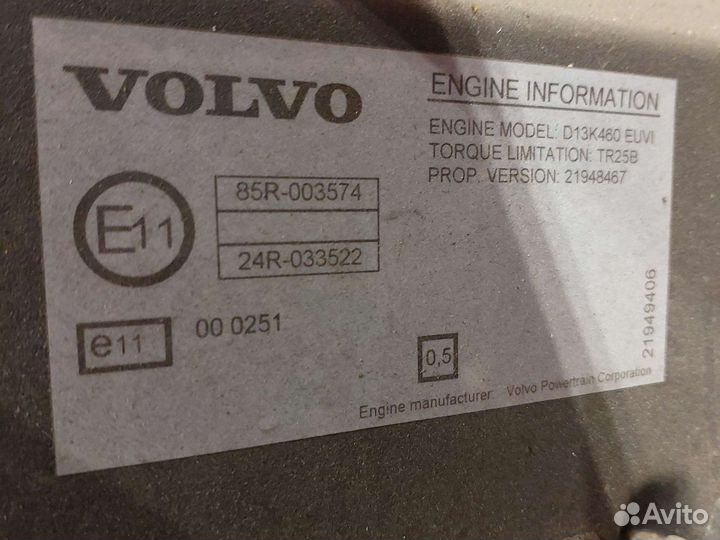 VOLVO
ENGINE INFORMATION
ENGINE MODEL: D13K460 EUVI
TORQUE LIMITATION: TR25B
PROP. VERSION: 21948467
E11
85R-003574
24R-033522
e11
00 0251
0,5
21949406
Engine manufacturer: Volvo Powertrain Corporation
Avito